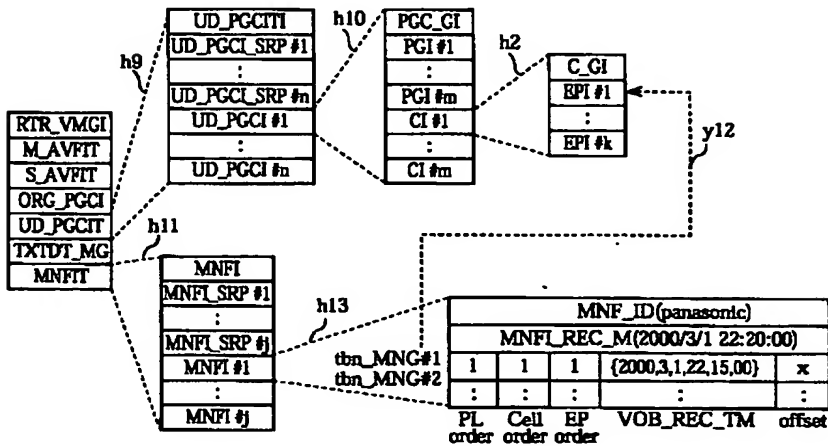 UD_PGCITI
UD_PGCI_SRP #1
:
UD_PGCI_SRP #n
UD_PGCI #1
:
UD_PGCI #n
h9
h10
PGC_GI
PGI #1
:
PGI #m
CI #1
:
CI #m
h2
C_GI
EPI #1
:
EPI #k
y12
RTR_VMGI
M_AVFIT
S_AVFIT
ORG_PGCI
UD_PGCIT
TXTDT_MG
MNFIT
h11
MNFI
MNFI_SRP #1
:
MNFI_SRP #j
MNFI #1
:
MNFI #j
h13
tbn_MNG#1
tbn_MNG#2
MNF_ID(panasonic)
MNFI_REC_M(2000/3/1 22:20:00)
1 1 1 {2000,3,1,22,15,00} x
: : : : :
PL order Cell order EP order VOB_REC_TM offset